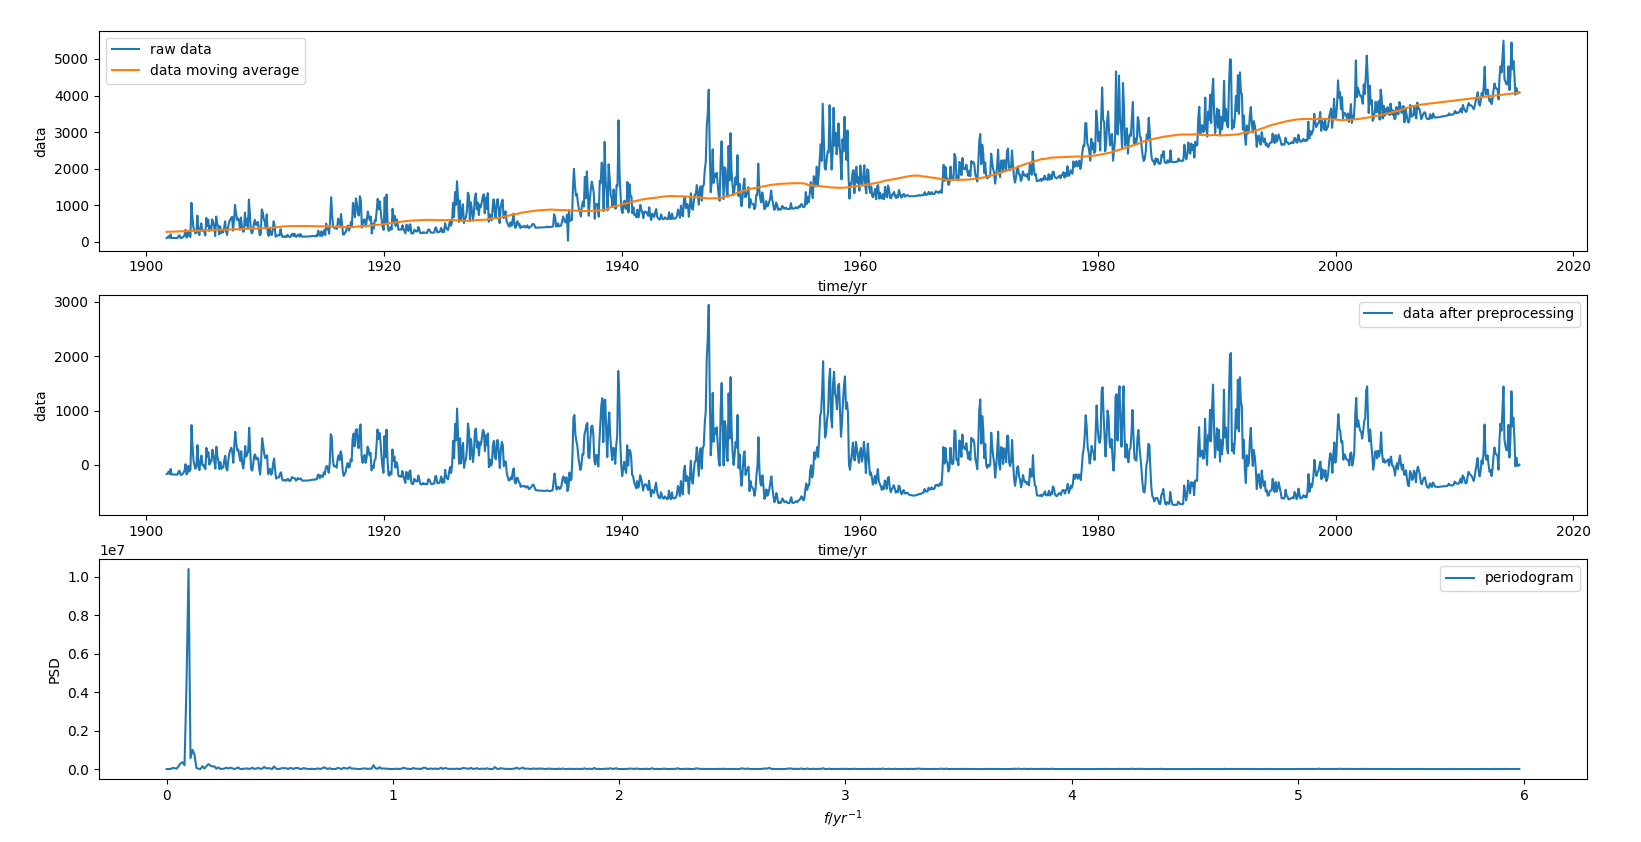 raw data
data moving average
5000
4000
3000
2000
1000
0
data
1900 1920 1940 1960 1980 2000 2020
time/yr
data after preprocessing
3000
2000
1000
0
data
1900 1920 1940 1960 1980 2000 2020
time/yr
1e7
periodogram
1.0
0.8
0.6
0.4
0.2
0.0
PSD
0 1 2 3 4 5 6
f/yr⁻¹